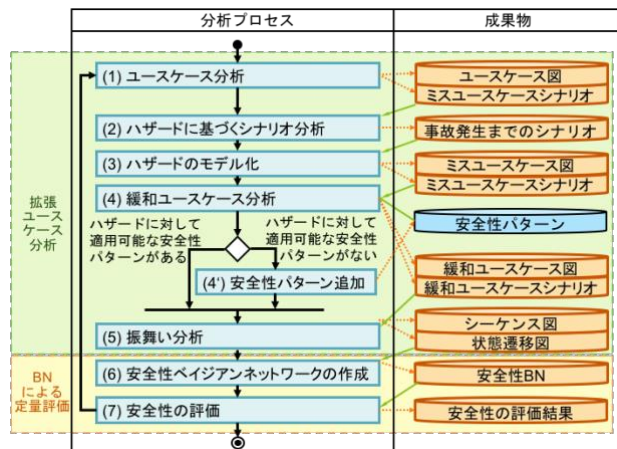 分析プロセス
成果物
(1) ユースケース分析
ユースケース図
ミスユースケースシナリオ
(2) ハザードに基づくシナリオ分析
事故発生までのシナリオ
(3) ハザードのモデル化
ミスユースケース図
ミスユースケースシナリオ
(4) 緩和ユースケース分析
安全性パターン
拡張
ユース
ケース
分析
ハザードに対して
適用可能な安全性
パターンがある
ハザードに対して
適用可能な安全性
パターンがない
(4') 安全性パターン追加
緩和ユースケース図
緩和ユースケースシナリオ
(5) 振舞い分析
シーケンス図
状態遷移図
BN
による
定量評価
(6) 安全性ベイジアンネットワークの作成
安全性BN
(7) 安全性の評価
安全性の評価結果